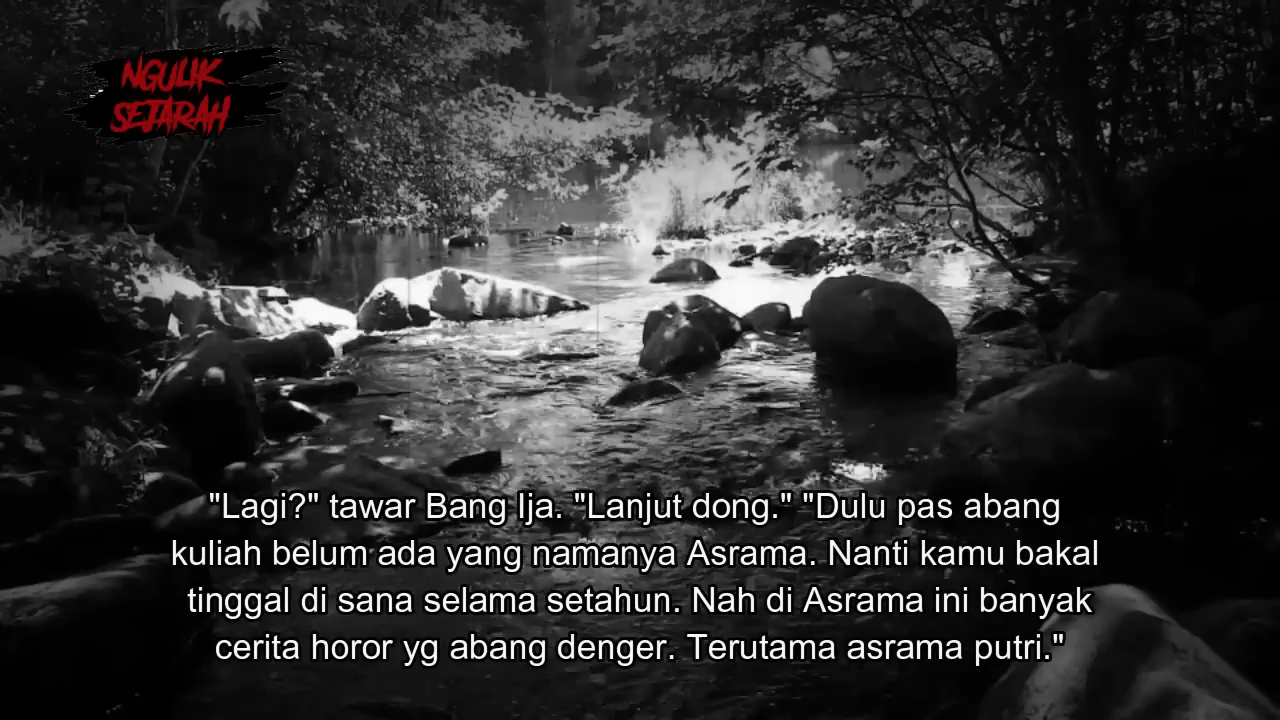 NGULIK
SEJARAH
"Lagi?" tawar Bang Ija. "Lanjut dong." "Dulu pas abang
kuliah belum ada yang namanya Asrama. Nanti kamu bakal
tinggal di sana selama setahun. Nah di Asrama ini banyak
cerita horor yg abang denger. Terutama asrama putri."